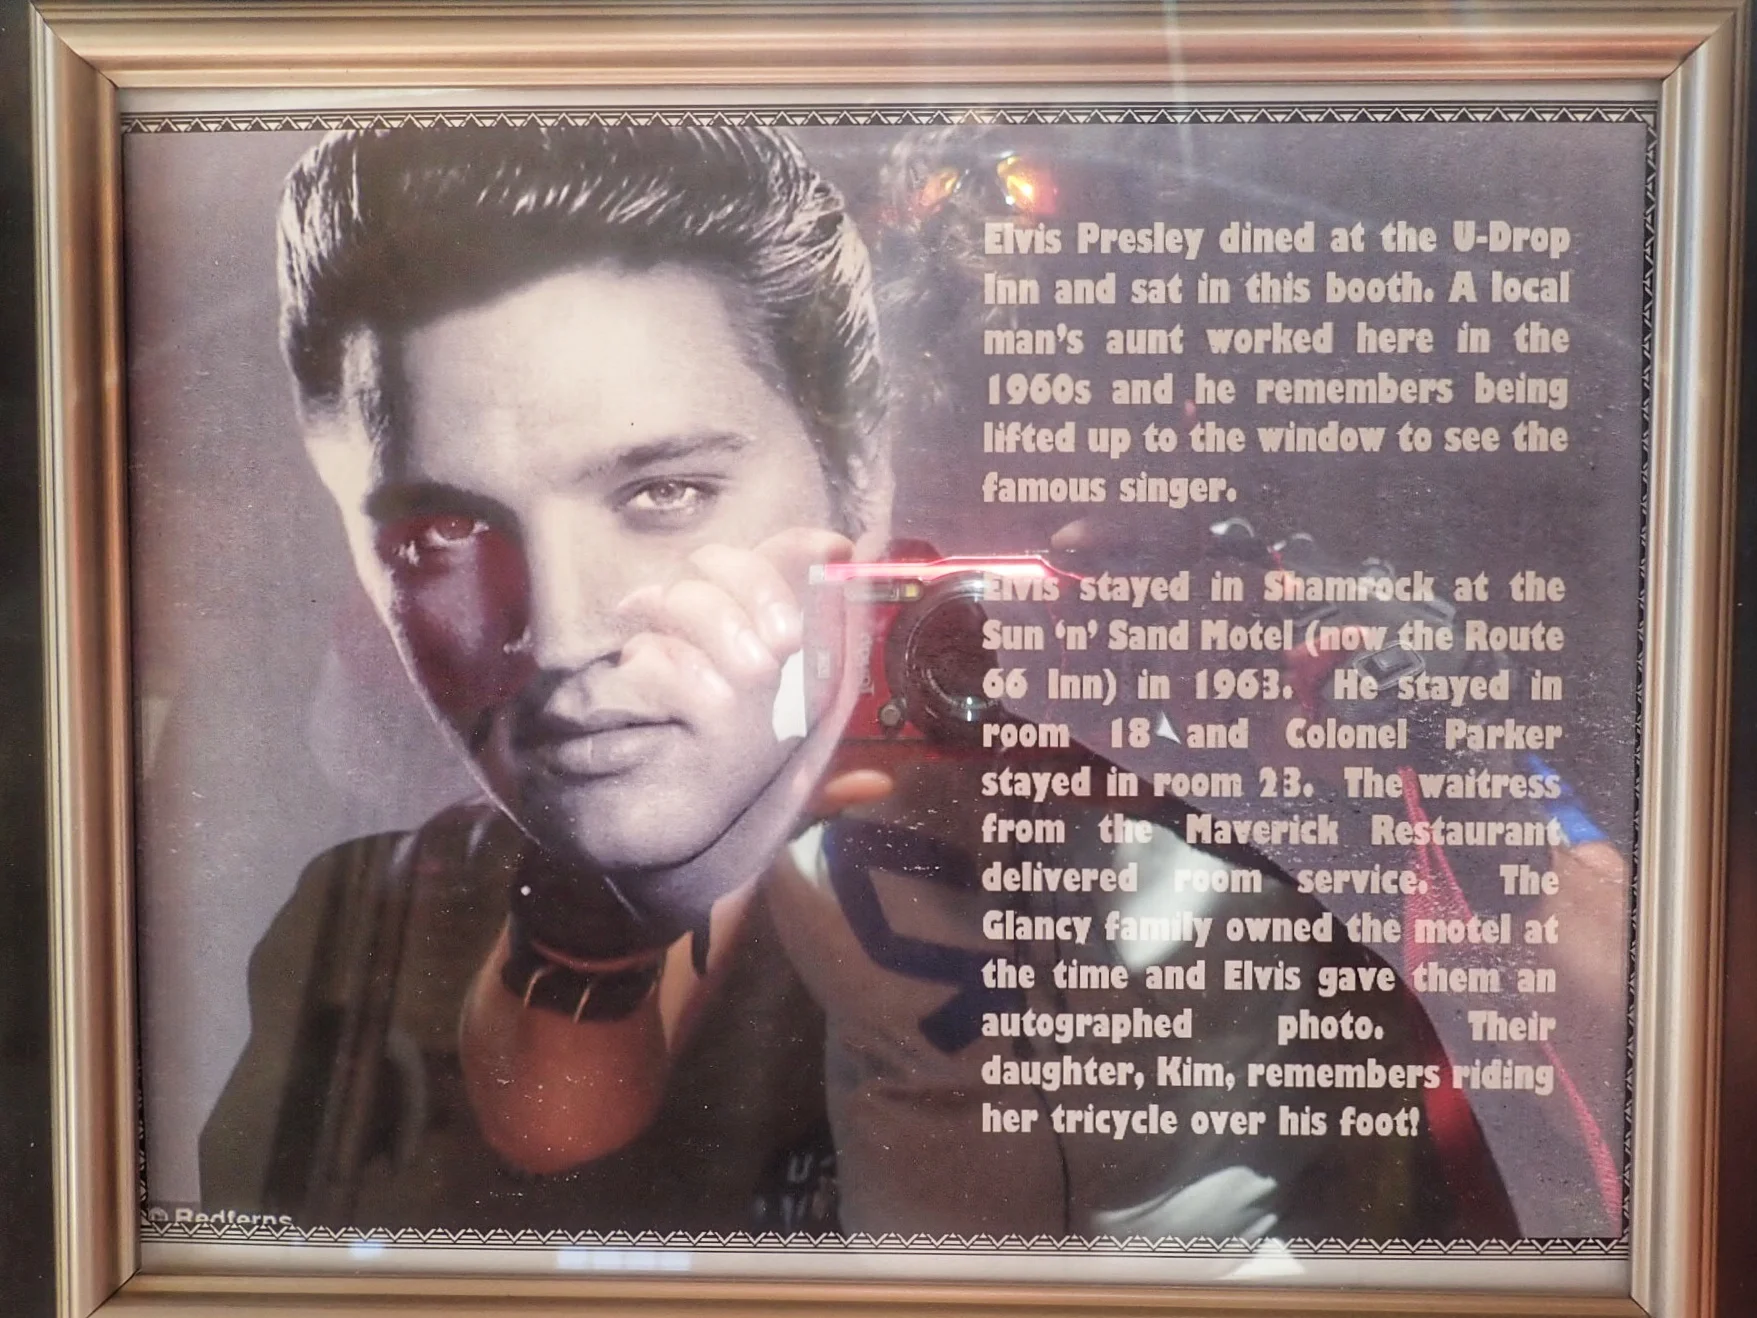 Elvis Presley dined at the U-Drop
Inn and sat in this booth. A local
man's aunt worked here in the
1960s and he remembers being
lifted up to the window to see the
famous singer.
Elvis stayed in Shamrock at the
Sun 'n' Sand Motel (now the Route
66 Inn) in 1963. He stayed in
room 18 and Colonel Parker
stayed in room 23. The waitress
from the Maverick Restaurant
delivered room service. The
Glancy family owned the motel at
the time and Elvis gave them an
autographed photo. Their
daughter, Kim, remembers riding
her tricycle over his foot!
© Redferns